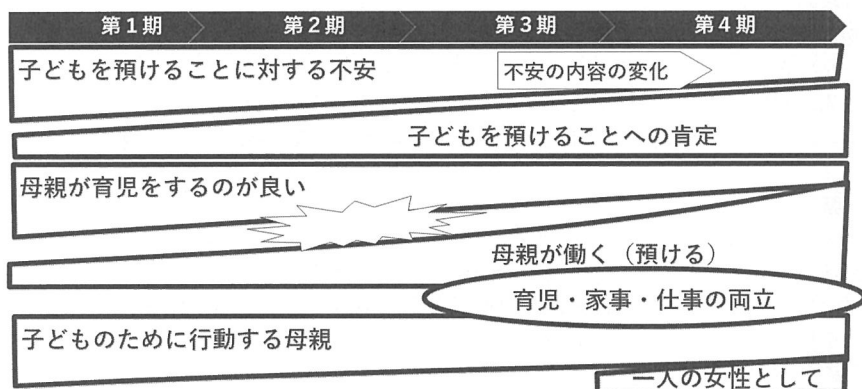 第1期 第2期 第3期 第4期
子どもを預けることに対する不安
不安の内容の変化
子どもを預けることへの肯定
母親が育児をするのが良い
母親が働く（預ける）
育児・家事・仕事の両立
子どものために行動する母親
一人の女性として